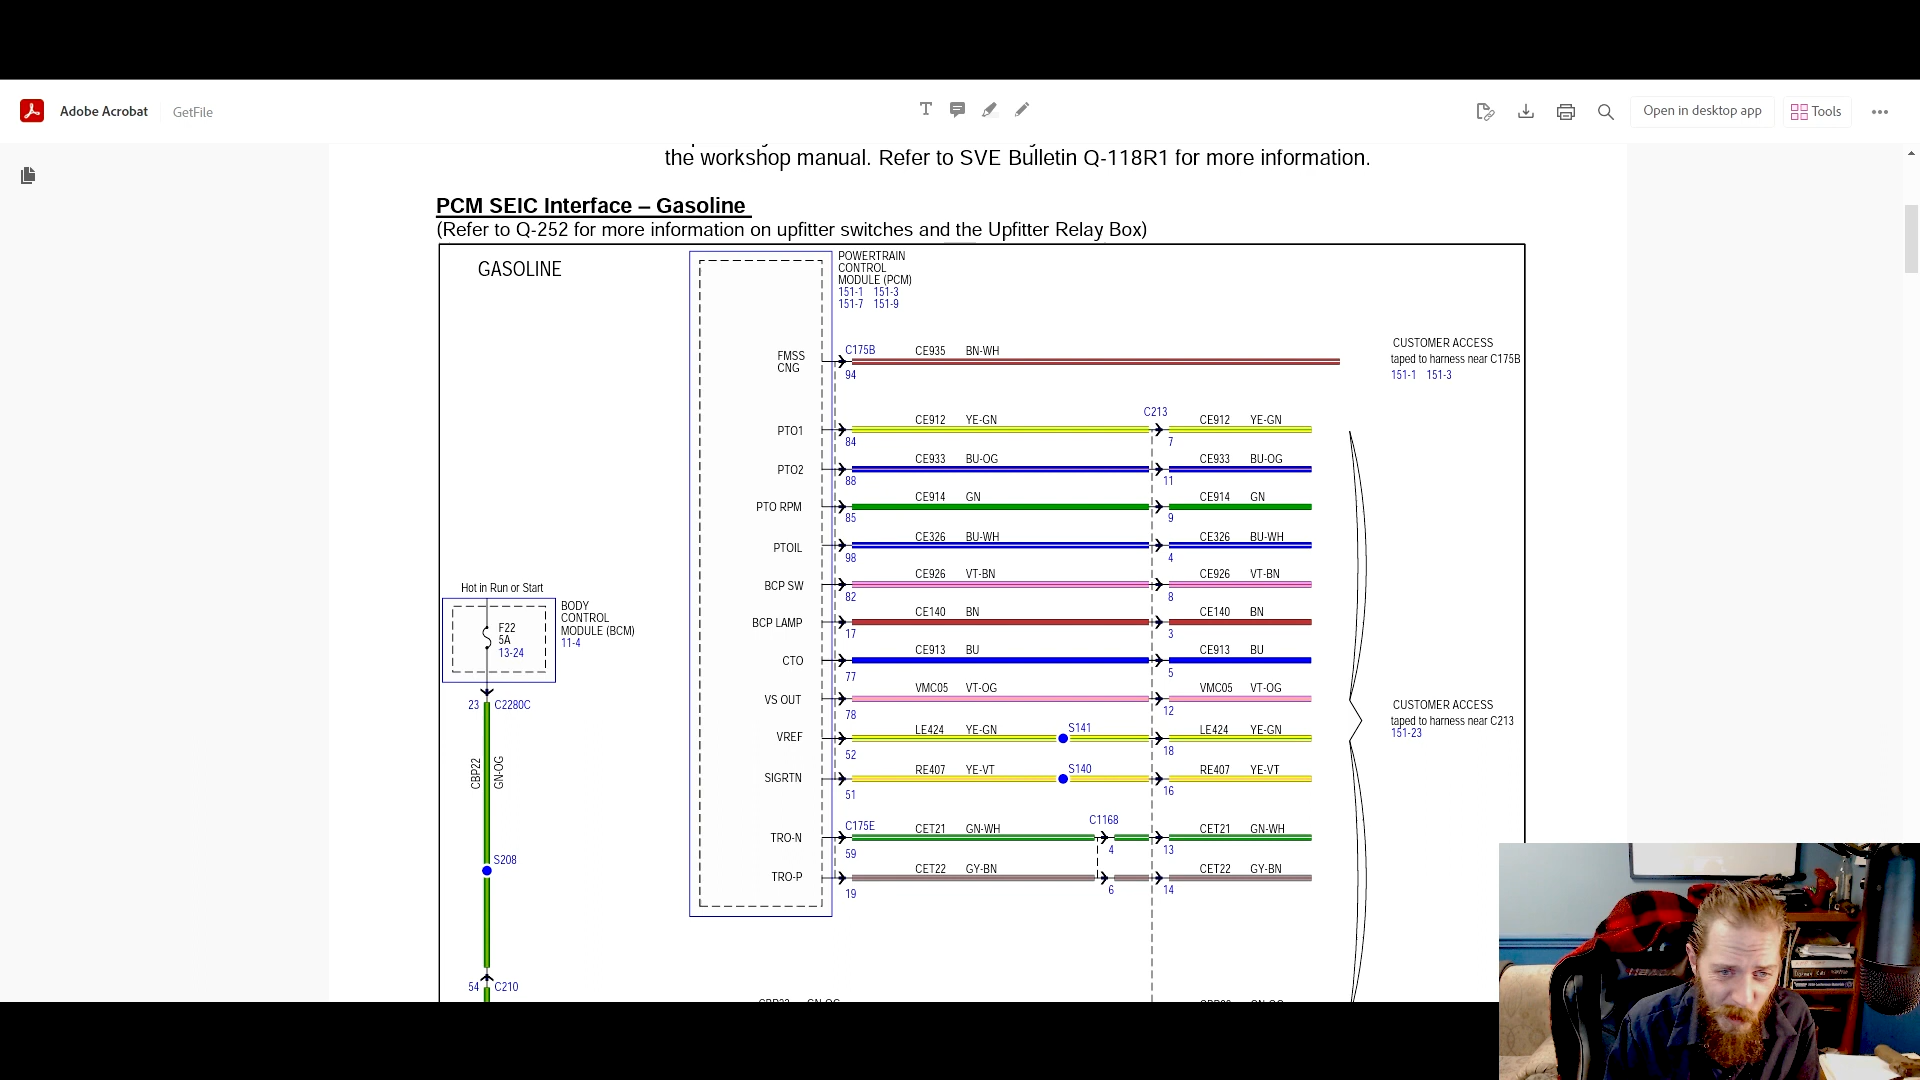 Adobe Acrobat
GetFile
Open in desktop app
Tools
the workshop manual. Refer to SVE Bulletin Q-118R1 for more information.
PCM SEIC Interface – Gasoline
(Refer to Q-252 for more information on upfitter switches and the Upfitter Relay Box)
GASOLINE
POWERTRAIN
CONTROL
MODULE (PCM)
151-1 151-3
151-7 151-9
FMSS
CNG
C175B
94
CE935 BN-WH
CUSTOMER ACCESS
taped to harness near C175B
151-1 151-3
C213
PTO1 84 CE912 YE-GN 7 CE912 YE-GN
PTO2 88 CE933 BU-OG 11 CE933 BU-OG
PTO RPM 85 CE914 GN 9 CE914 GN
PTOIL 98 CE326 BU-WH 4 CE326 BU-WH
BCP SW 82 CE926 VT-BN 8 CE926 VT-BN
BCP LAMP 17 CE140 BN 3 CE140 BN
CTO 77 CE913 BU 5 CE913 BU
VS OUT 78 VMC05 VT-OG 12 VMC05 VT-OG
VREF 52 LE424 YE-GN S141 18 LE424 YE-GN
SIGRTN 51 RE407 YE-VT S140 16 RE407 YE-VT
C175E C1168
TRO-N 59 CET21 GN-WH 4 13 CET21 GN-WH
TRO-P 19 CET22 GY-BN 6 14 CET22 GY-BN
CUSTOMER ACCESS
taped to harness near C213
151-23
Hot in Run or Start
F22
5A
13-24
BODY
CONTROL
MODULE (BCM)
11-4
23 C2280C
CBP22 GN-OG
S208
54 C210